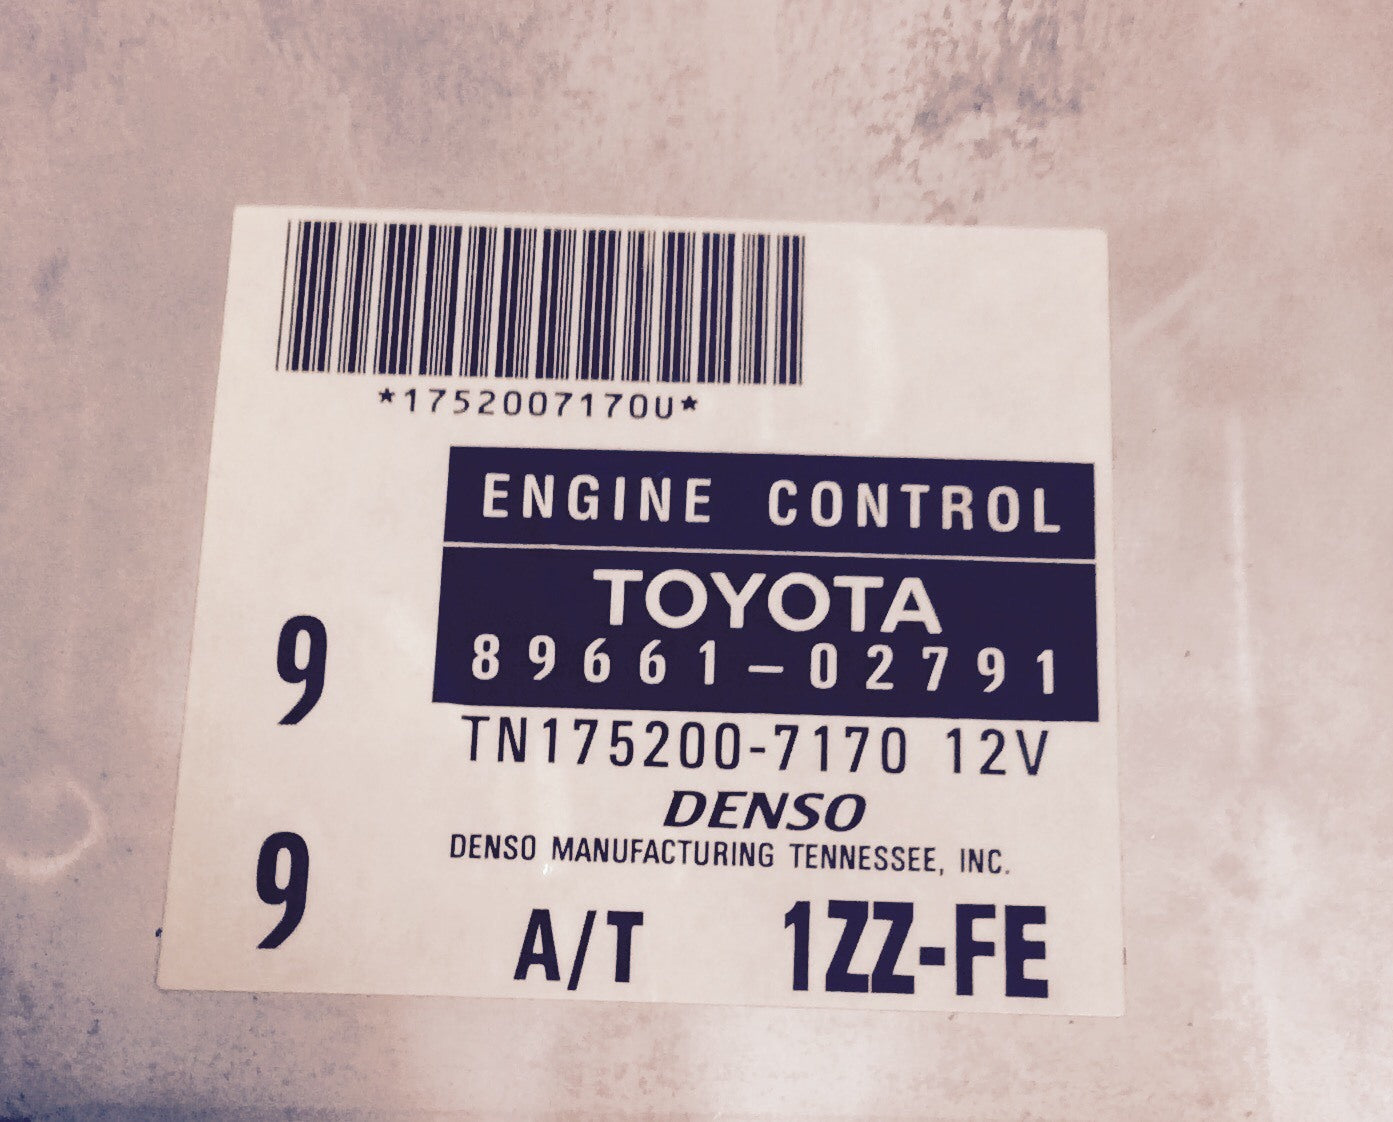 *1752007170U*
ENGINE CONTROL
TOYOTA
89661-02791
TN175200-7170 12V
DENSO
DENSO MANUFACTURING TENNESSEE, INC.
A/T 1ZZ-FE
9
9